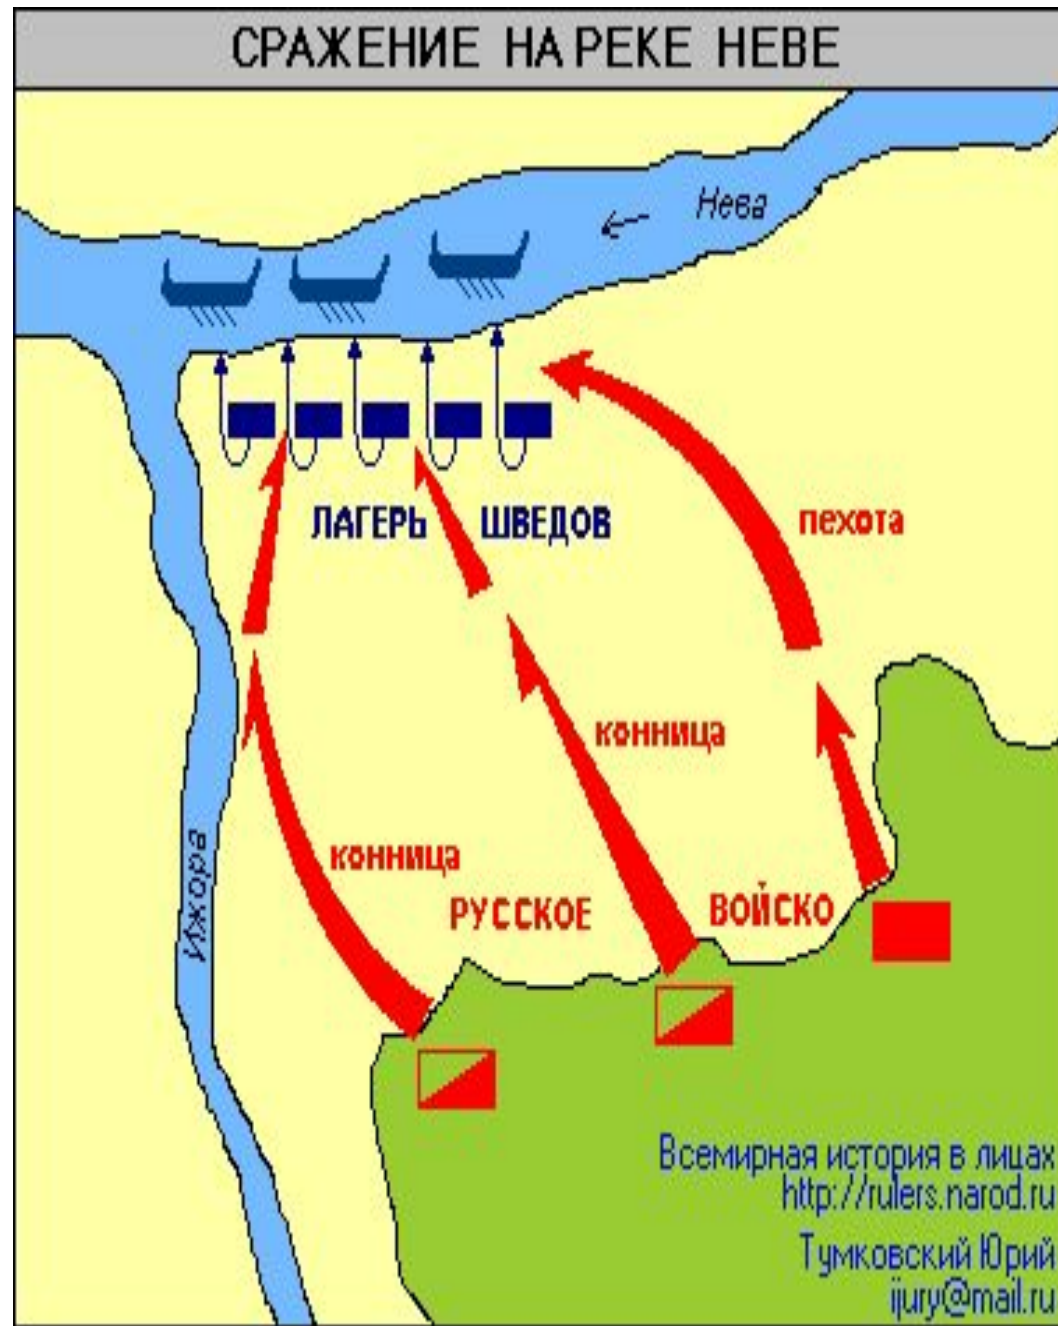 СРАЖЕНИЕ НА РЕКЕ НЕВЕ
Нева
ЛАГЕРЬ ШВЕДОВ
пехота
конница
конница
РУССКОЕ ВОЙСКО
Ижора
Всемирная история в лицах
http://rulers.narod.ru
Тумковский Юрий
ijury@mail.ru